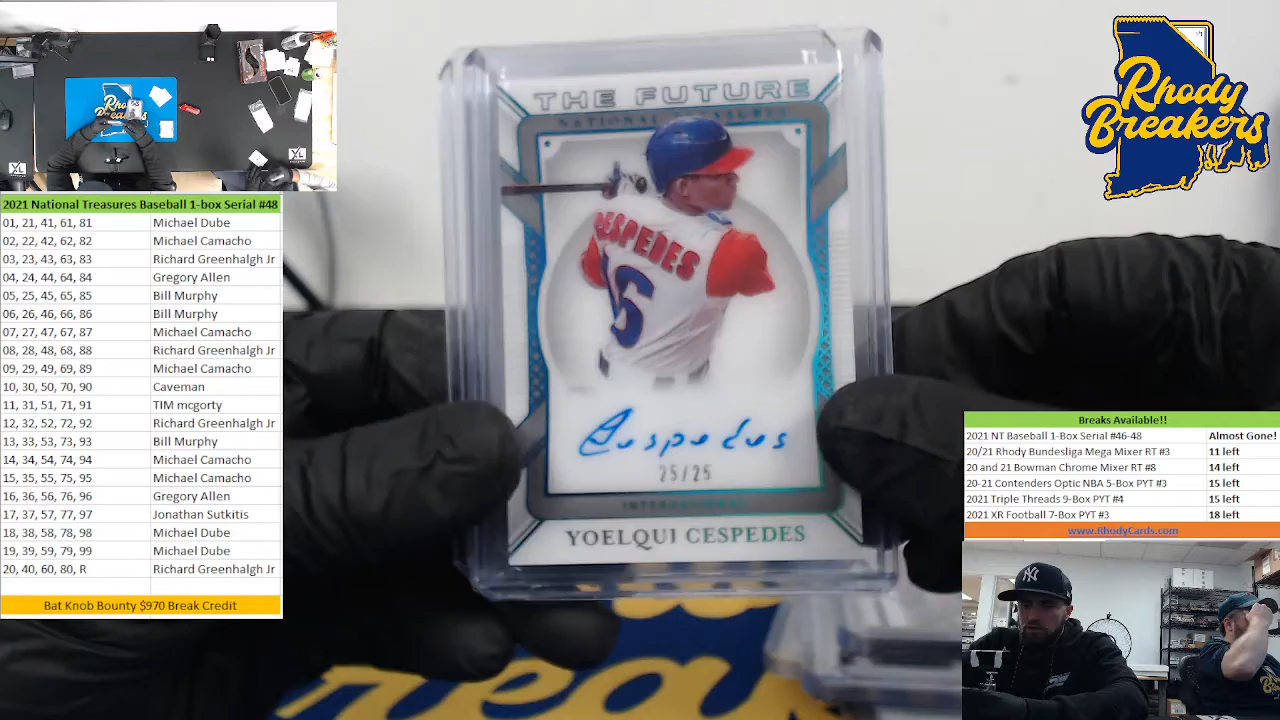 2021 National Treasures Baseball 1-box Serial #48
01, 21, 41, 61, 81 Michael Dube
02, 22, 42, 62, 82 Michael Camacho
03, 23, 43, 63, 83 Richard Greenhalgh Jr
04, 24, 44, 64, 84 Gregory Allen
05, 25, 45, 65, 85 Bill Murphy
06, 26, 46, 66, 86 Bill Murphy
07, 27, 47, 67, 87 Michael Camacho
08, 28, 48, 68, 88 Richard Greenhalgh Jr
09, 29, 49, 69, 89 Michael Camacho
10, 30, 50, 70, 90 Caveman
11, 31, 51, 71, 91 TIM mcgorty
12, 32, 52, 72, 92 Richard Greenhalgh Jr
13, 33, 53, 73, 93 Bill Murphy
14, 34, 54, 74, 94 Michael Camacho
15, 35, 55, 75, 95 Michael Camacho
16, 36, 56, 76, 96 Gregory Allen
17, 37, 57, 77, 97 Jonathan Sutkitis
18, 38, 58, 78, 98 Michael Dube
19, 39, 59, 79, 99 Michael Dube
20, 40, 60, 80, R Richard Greenhalgh Jr
Bat Knob Bounty $970 Break Credit
THE FUTURE
NATIONAL TREASURES
CESPEDES
Cespedes
25/25
INTERNATIONAL
YOELQUI CESPEDES
Rhody
Breakers
Breaks Available!!
2021 NT Baseball 1-Box Serial #46-48 Almost Gone!
20/21 Rhody Bundesliga Mega Mixer RT #3 11 left
20 and 21 Bowman Chrome Mixer RT #8 14 left
20-21 Contenders Optic NBA 5-Box PYT #3 15 left
2021 Triple Threads 9-Box PYT #4 15 left
2021 XR Football 7-Box PYT #3 18 left
www.RhodyCards.com